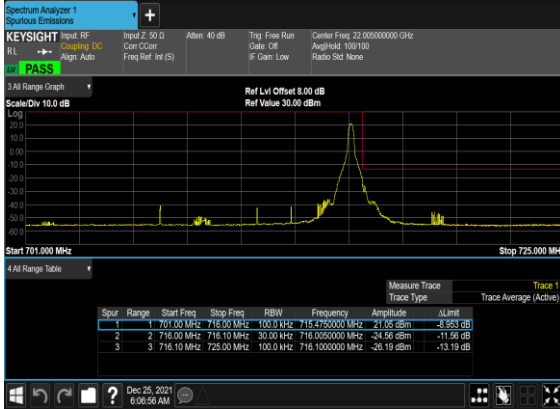 Spectrum Analyzer 1
Spurious Emissions
+
KEYSIGHT
RL
Input: RF
Coupling: DC
Align: Auto
Input Z: 50 Ω
Corr CCorr
Freq Ref: Int (S)
Atten: 40 dB
Trig: Free Run
Gate: Off
IF Gain: Low
Center Freq: 22.005000000 GHz
Avg|Hold: 100/100
Radio Std: None
PASS
3 All Range Graph
Ref Lvl Offset 8.00 dB
Scale/Div 10.0 dB
Ref Value 30.00 dBm
Log
20.0
10.0
0.00
-10.0
-20.0
-30.0
-40.0
-50.0
-60.0
Start 701.000 MHz
Stop 725.000 MH
4 All Range Table
Measure Trace Trace 1
Trace Type Trace Average (Active)
Spur Range Start Freq Stop Freq RBW Frequency Amplitude ΔLimit
1 1 701.00 MHz 716.00 MHz 100.0 kHz 715.4750000 MHz 21.05 dBm -8.953 dB
2 2 716.00 MHz 716.10 MHz 30.00 kHz 716.0050000 MHz -24.56 dBm -11.56 dB
3 3 716.10 MHz 725.00 MHz 100.0 kHz 716.1000000 MHz -26.19 dBm -13.19 dB
?
Dec 25, 2021
6:06:56 AM